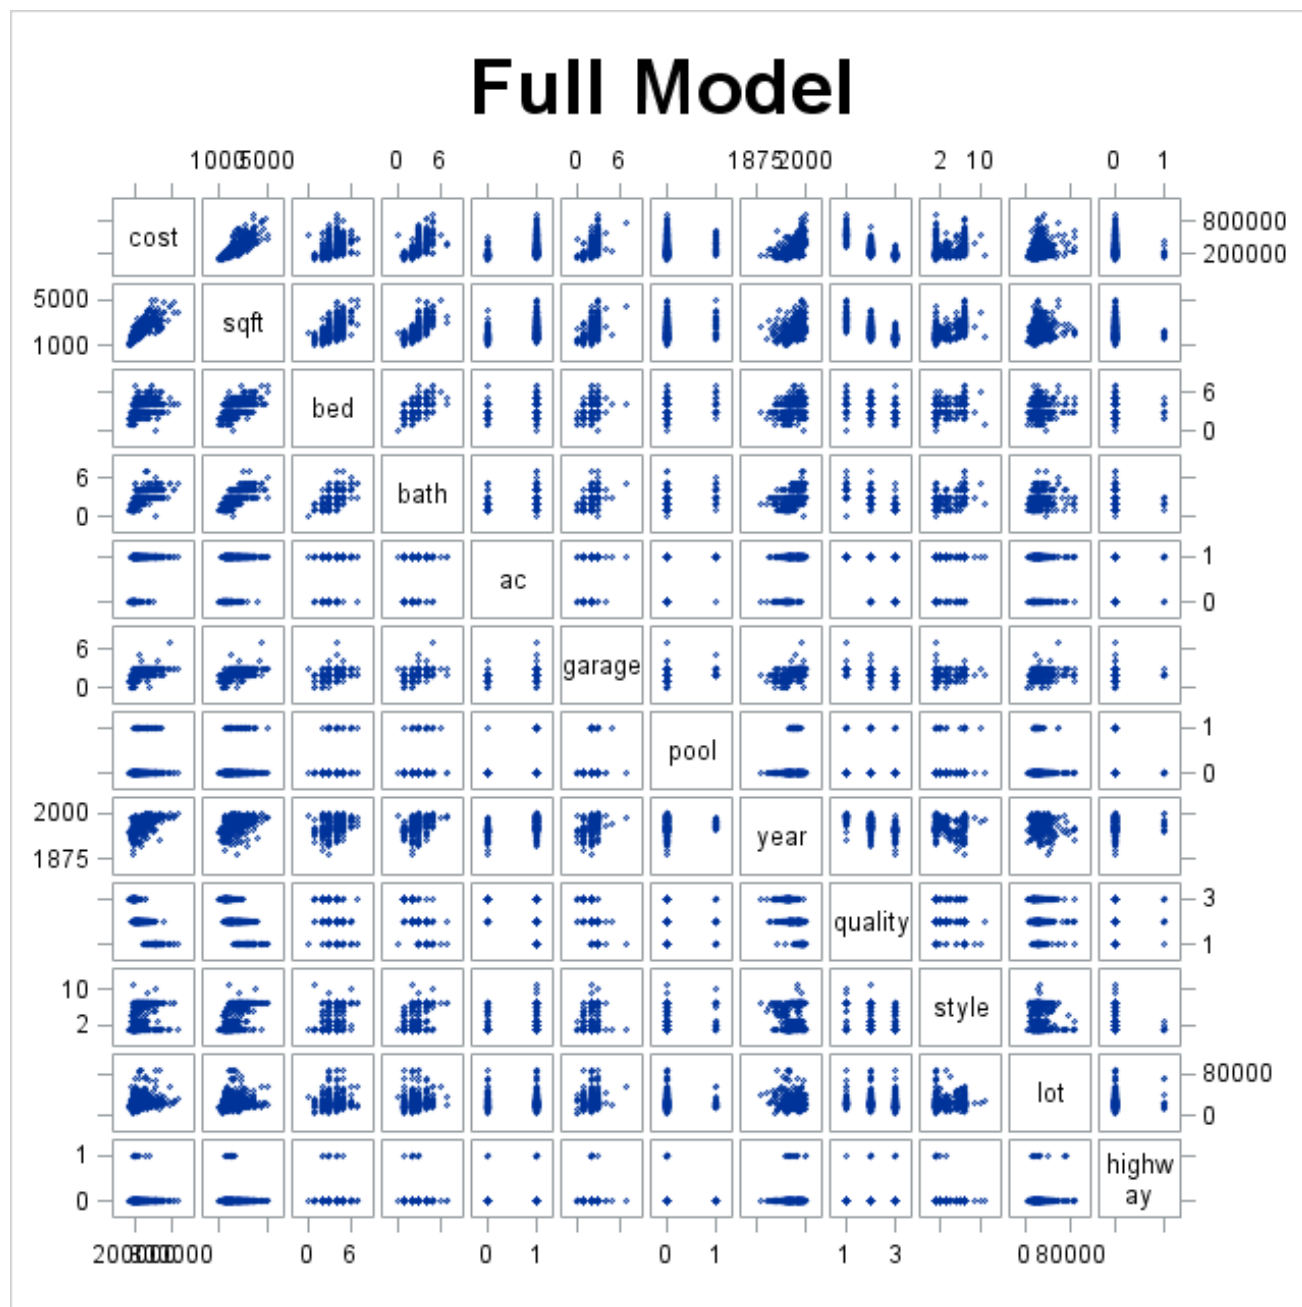 Full Model
1000 5000 0 6 0 6 1875 2000 2 10 0 1
cost 800000
200000
5000
sqft
1000
bed 6
0
6
bath
0
ac 1
0
6
garage
0
pool 1
0
2000
year
1875
quality 3
1
10
style
2
lot 80000
0
1
highw
ay
0
200000 800000 0 6 0 1 0 1 1 3 0 80000